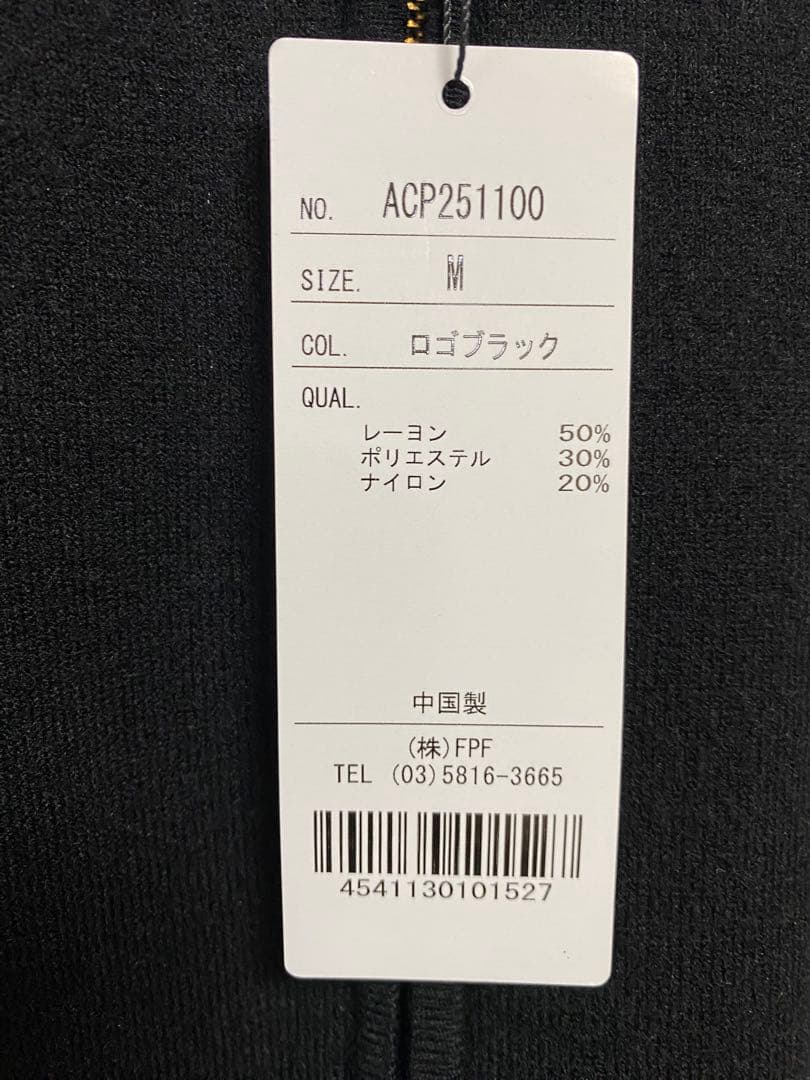 NO. ACP251100
SIZE. M
COL. ロゴブラック
QUAL.
レーヨン 50%
ポリエステル 30%
ナイロン 20%
中国製
(株)FPF
TEL (03)5816-3665
4541130101527